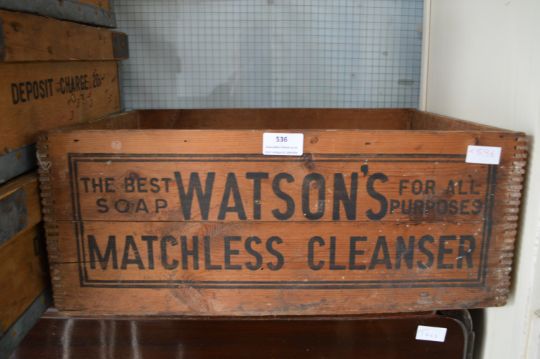 DEPOSIT CHARGE
536
THE BEST SOAP
WATSON'S
FOR ALL PURPOSES
MATCHLESS CLEANSER